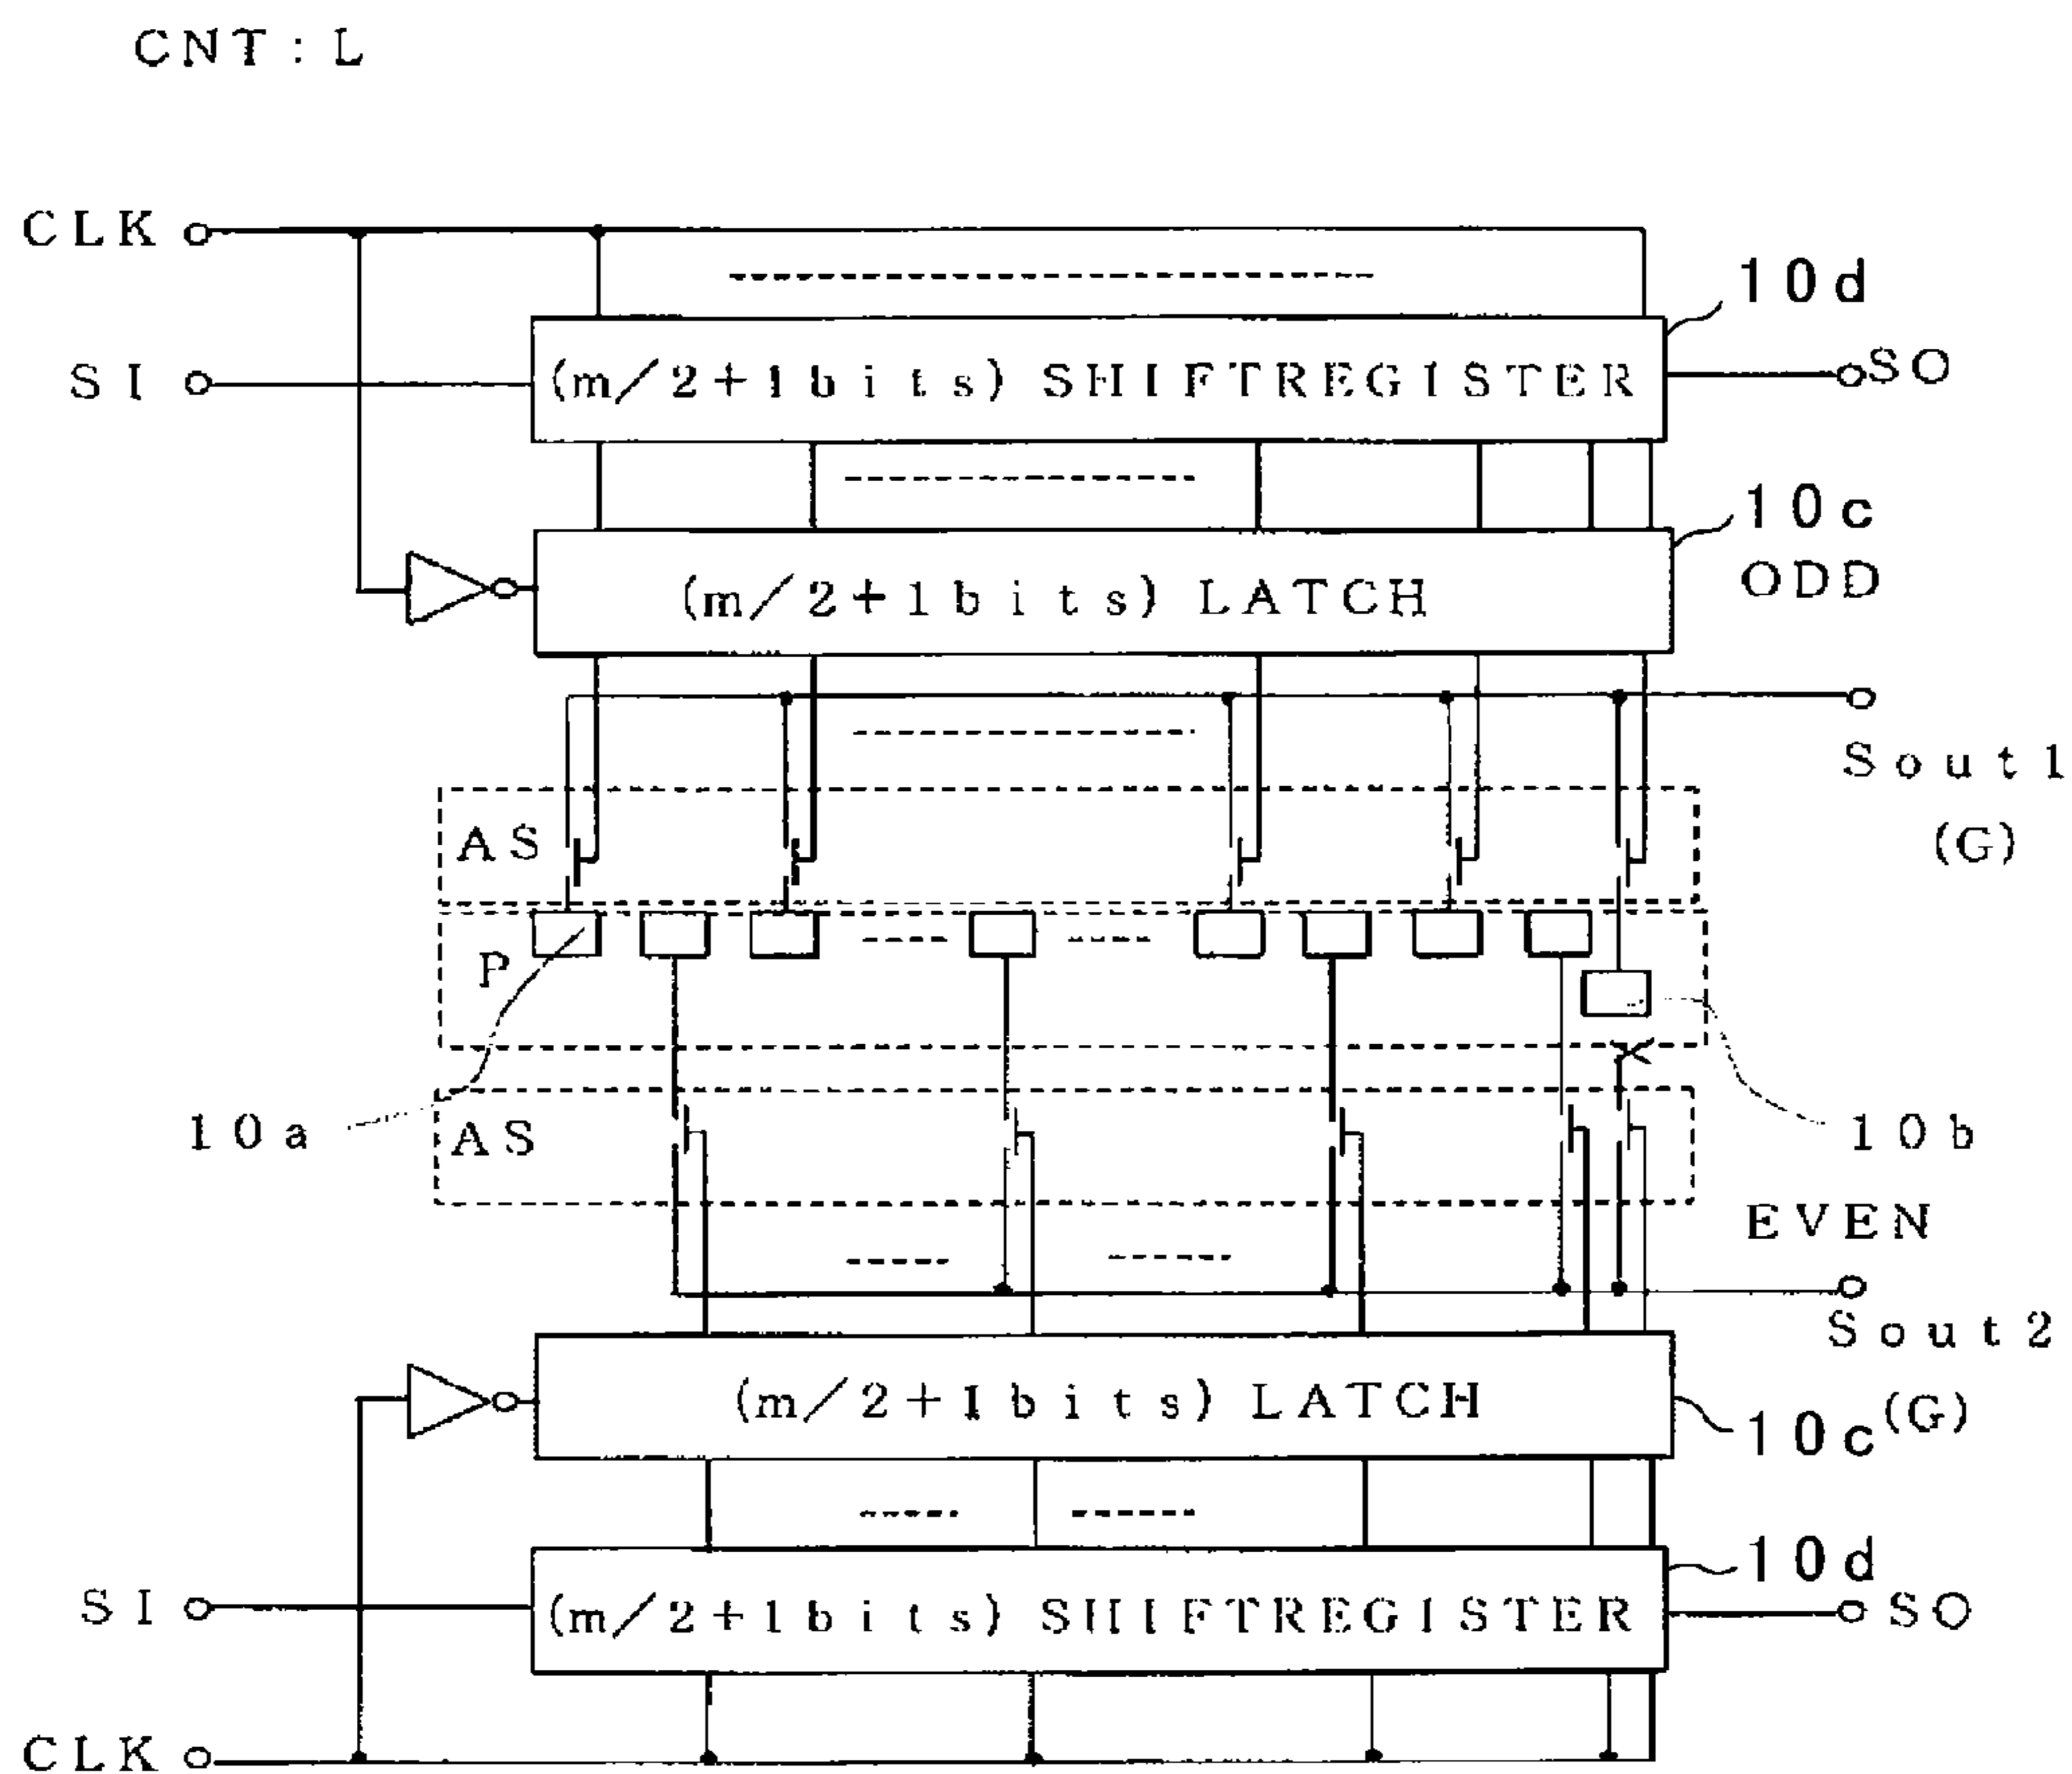 CNT:L
CLK
10d
SI
(m/2+1bits) SHIFTREGISTER
SO
10c
(m/2+1bits) LATCH
ODD
Sout1
(G)
AS
P
10a
AS
10b
EVEN
Sout2
(G)
(m/2+1bits) LATCH
10c
10d
SI
(m/2+1bits) SHIFTREGISTER
SO
CLK